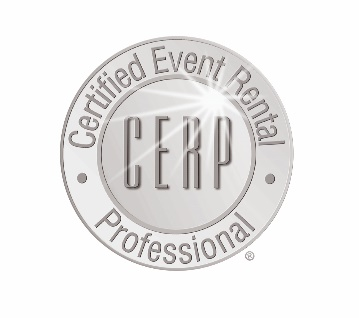 Certified Event Rental
CERP
Professional
®